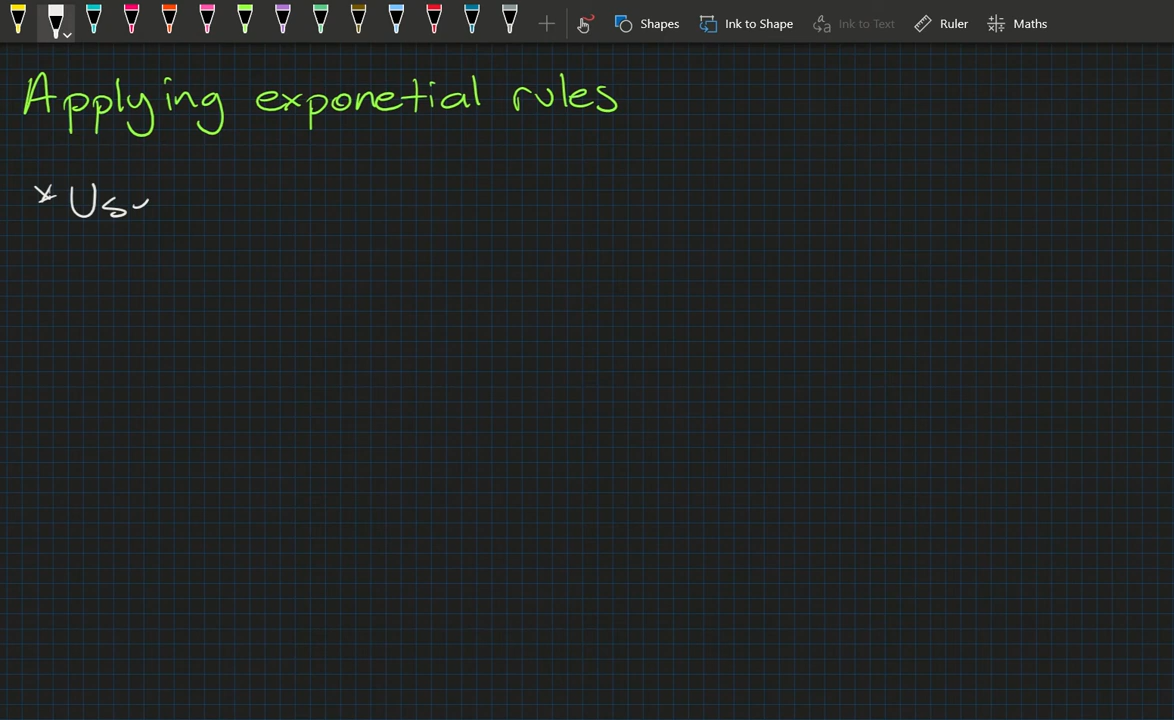 Shapes Ink to Shape Ink to Text Ruler Maths
Applying exponetial rules
* Us